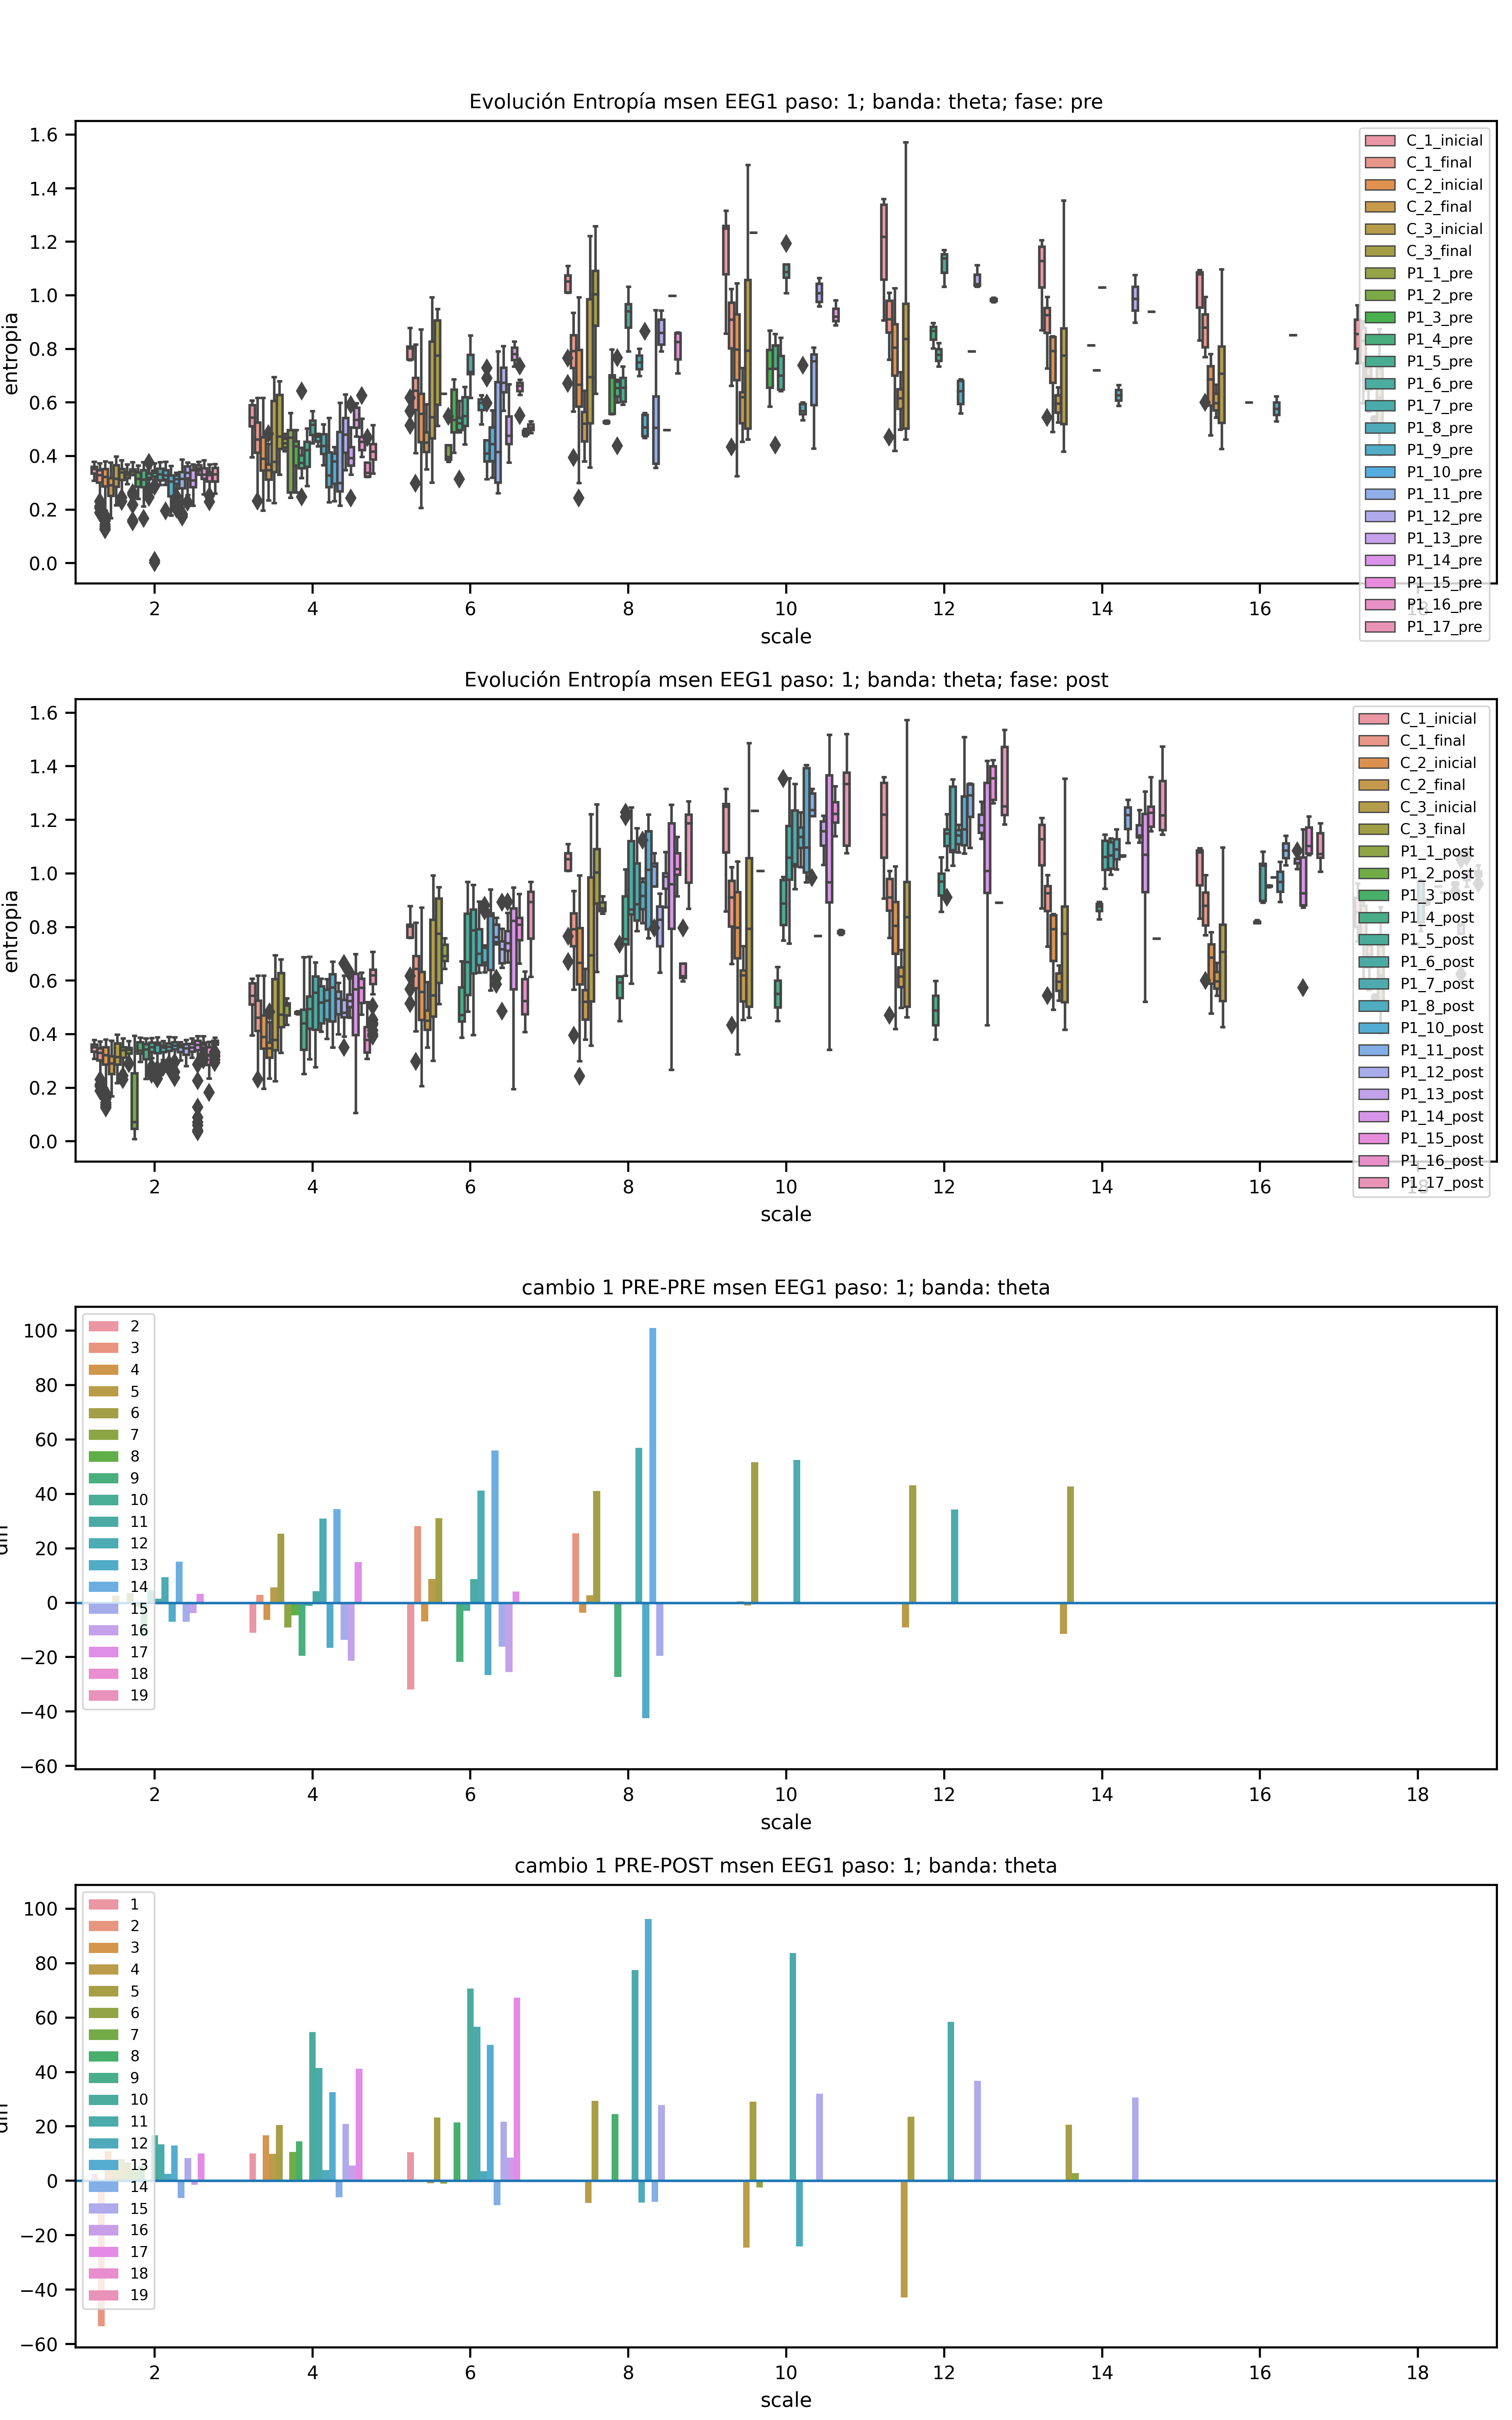 Evolución Entropía msen EEG1 paso: 1; banda: theta; fase: pre
1.6
1.4
1.2
1.0
0.8
0.6
0.4
0.2
0.0
entropia
2 4 6 8 10 12 14 16 18
scale
C_1_inicial
C_1_final
C_2_inicial
C_2_final
C_3_inicial
C_3_final
P1_1_pre
P1_2_pre
P1_3_pre
P1_4_pre
P1_5_pre
P1_6_pre
P1_7_pre
P1_8_pre
P1_9_pre
P1_10_pre
P1_11_pre
P1_12_pre
P1_13_pre
P1_14_pre
P1_15_pre
P1_16_pre
P1_17_pre
Evolución Entropía msen EEG1 paso: 1; banda: theta; fase: post
1.6
1.4
1.2
1.0
0.8
0.6
0.4
0.2
0.0
entropia
2 4 6 8 10 12 14 16 18
scale
C_1_inicial
C_1_final
C_2_inicial
C_2_final
C_3_inicial
C_3_final
P1_1_post
P1_2_post
P1_3_post
P1_4_post
P1_5_post
P1_6_post
P1_7_post
P1_8_post
P1_10_post
P1_11_post
P1_12_post
P1_13_post
P1_14_post
P1_15_post
P1_16_post
P1_17_post
cambio 1 PRE-PRE msen EEG1 paso: 1; banda: theta
100
80
60
40
20
0
−20
−40
−60
2
3
4
5
6
7
8
9
10
11
12
13
14
15
16
17
18
19
2 4 6 8 10 12 14 16 18
scale
cambio 1 PRE-POST msen EEG1 paso: 1; banda: theta
100
80
60
40
20
0
−20
−40
−60
1
2
3
4
5
6
7
8
9
10
11
12
13
14
15
16
17
18
19
2 4 6 8 10 12 14 16 18
scale